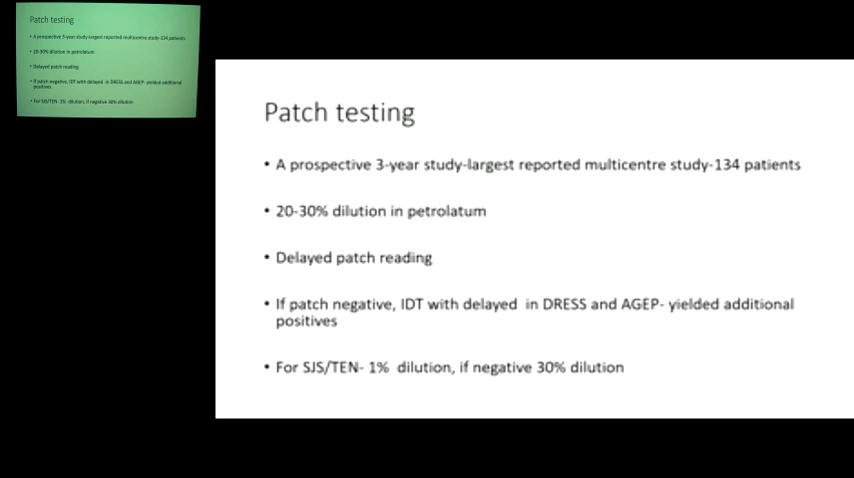 Patch testing
• A prospective 3-year study-largest reported multicentre study-134 patients
• 20-30% dilution in petrolatum
• Delayed patch reading
• If patch negative, IDT with delayed  in DRESS and AGEP- yielded additional
positives
• For SJS/TEN- 1%  dilution, if negative 30% dilution
Patch testing
• A prospective 3-year study-largest reported multicentre study-134 patients
• 20-30% dilution in petrolatum
• Delayed patch reading
• If patch negative, IDT with delayed  in DRESS and AGEP- yielded additional
positives
• For SJS/TEN- 1%  dilution, if negative 30% dilution